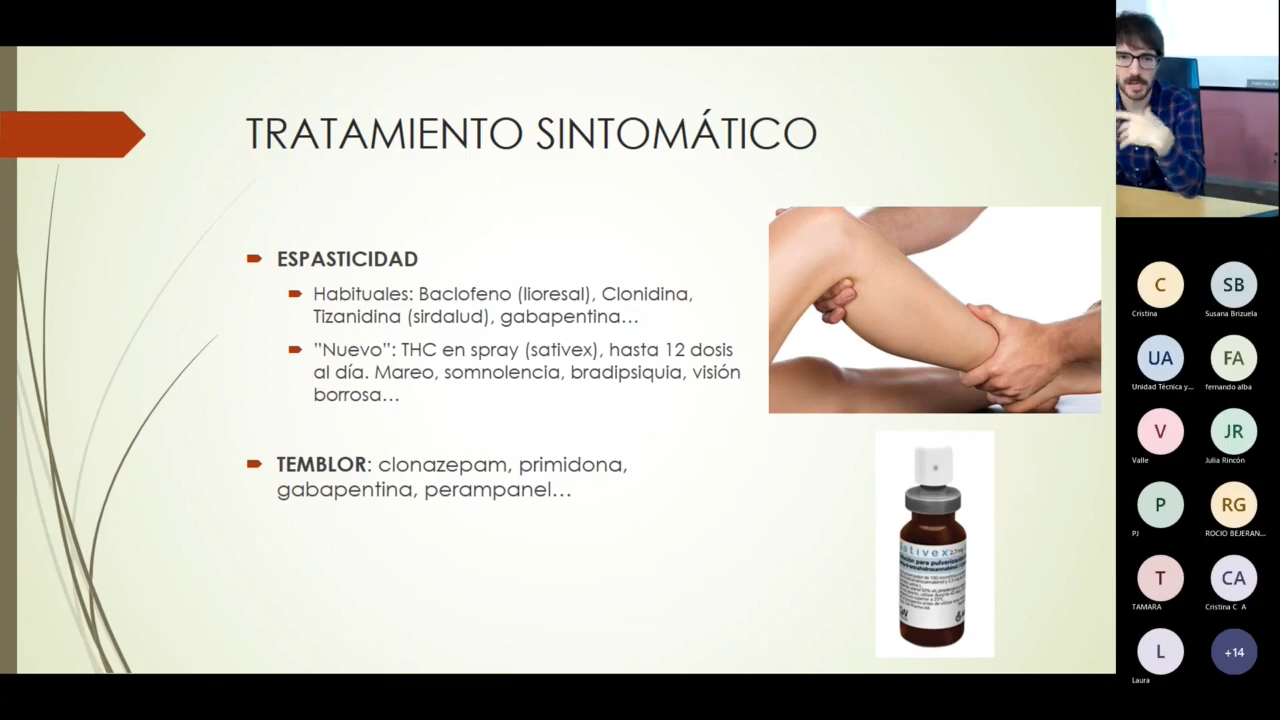 TRATAMIENTO SINTOMÁTICO
ESPASTICIDAD
Habituales: Baclofeno (lioresal), Clonidina,
Tizanidina (sirdalud), gabapentina...
"Nuevo": THC en spray (sativex), hasta 12 dosis
al día. Mareo, somnolencia, bradipsiquia, visión
borrosa...
TEMBLOR: clonazepam, primidona,
gabapentina, perampanel...
sativex
C
Cristina
SB
Susana Brizuela
UA
Unidad Técnica y...
FA
fernando alba
V
Valle
JR
Julia Rincón
P
PJ
RG
ROCIO BEJERAN...
T
TAMARA
CA
Cristina C A
L
Laura
+14